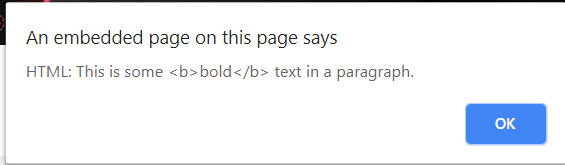 An embedded page on this page says
HTML: This is some <b>bold</b> text in a paragraph.
OK